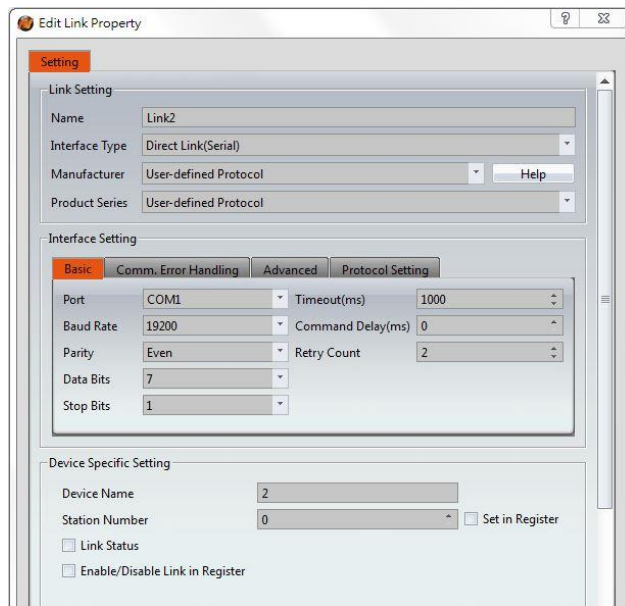 Edit Link Property
Setting
Link Setting
Name Link2
Interface Type Direct Link(Serial)
Manufacturer User-defined Protocol Help
Product Series User-defined Protocol
Interface Setting
Basic Comm. Error Handling Advanced Protocol Setting
Port COM1 Timeout(ms) 1000
Baud Rate 19200 Command Delay(ms) 0
Parity Even Retry Count 2
Data Bits 7
Stop Bits 1
Device Specific Setting
Device Name 2
Station Number 0 Set in Register
Link Status
Enable/Disable Link in Register